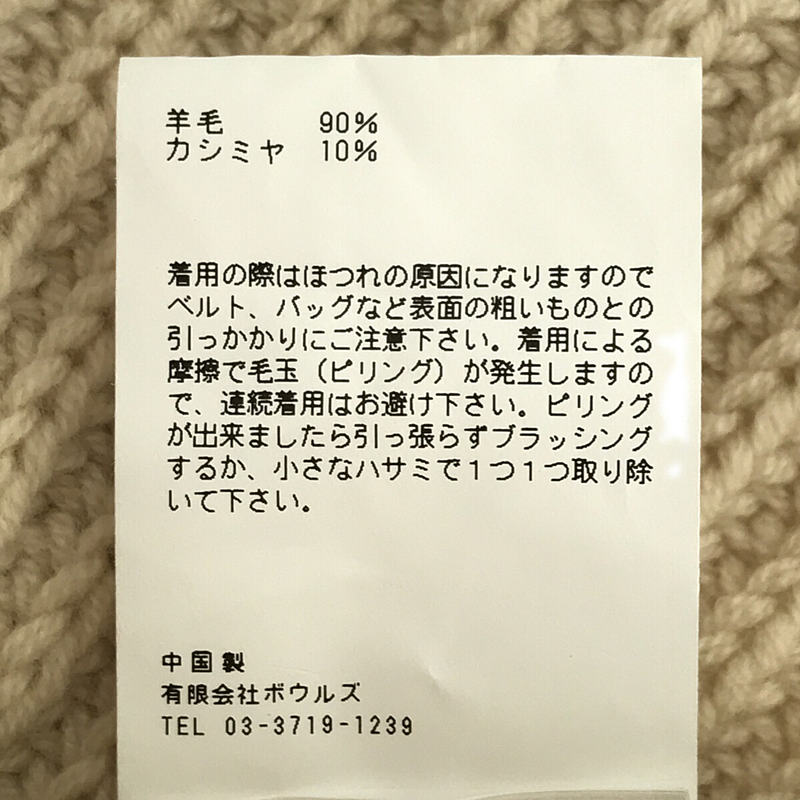 羊毛 90%
カシミヤ 10%
着用の際はほつれの原因になりますので
ベルト、バッグなど表面の粗いものとの
引っかかりにご注意下さい。着用による
摩擦で毛玉（ピリング）が発生しますの
で、連続着用はお避け下さい。ピリング
が出来ましたら引っ張らずブラッシング
するか、小さなハサミで１つ１つ取り除
いて下さい。
中国製
有限会社ボウルズ
TEL 03-3719-1239